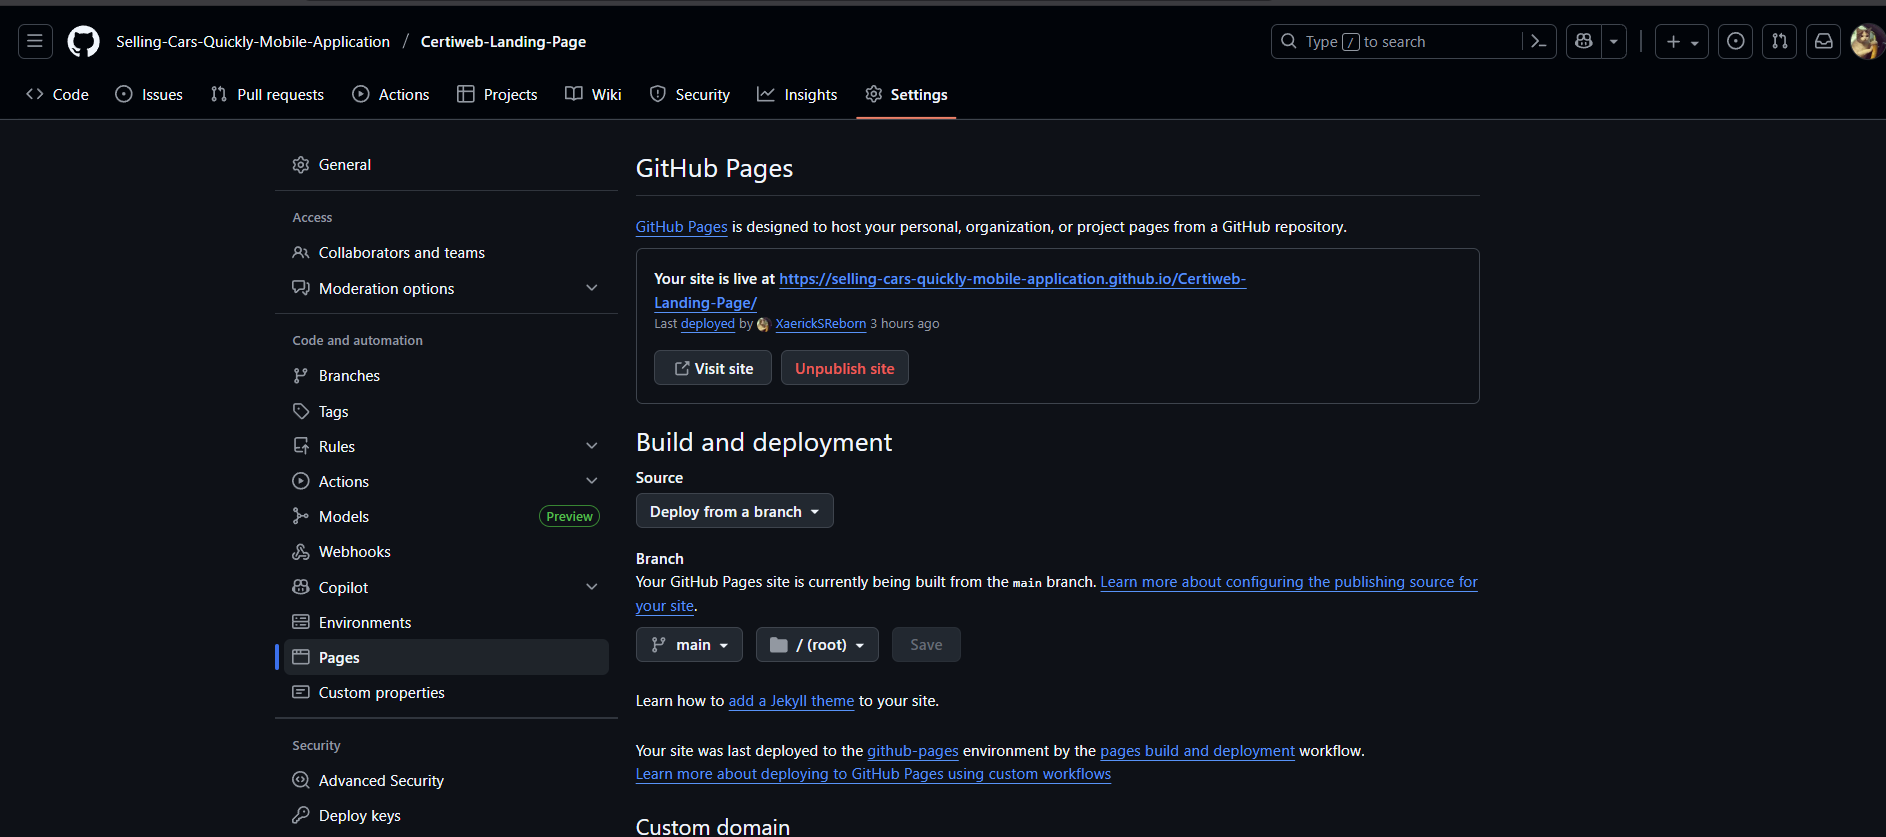 Selling-Cars-Quickly-Mobile-Application / Certiweb-Landing-Page
Type / to search
Code
Issues
Pull requests
Actions
Projects
Wiki
Security
Insights
Settings
General
Access
Collaborators and teams
Moderation options
Code and automation
Branches
Tags
Rules
Actions
Models Preview
Webhooks
Copilot
Environments
Pages
Custom properties
Security
Advanced Security
Deploy keys
GitHub Pages
GitHub Pages is designed to host your personal, organization, or project pages from a GitHub repository.
Your site is live at https://selling-cars-quickly-mobile-application.github.io/Certiweb-
Landing-Page/
Last deployed by XaerickSReborn 3 hours ago
Visit site
Unpublish site
Build and deployment
Source
Deploy from a branch
Branch
Your GitHub Pages site is currently being built from the main branch. Learn more about configuring the publishing source for
your site.
main
/ (root)
Save
Learn how to add a Jekyll theme to your site.
Your site was last deployed to the github-pages environment by the pages build and deployment workflow.
Learn more about deploying to GitHub Pages using custom workflows
Custom domain